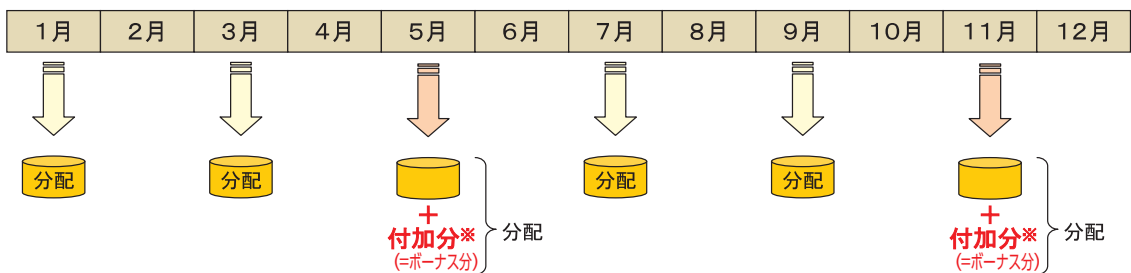 1月 2月 3月 4月 5月 6月 7月 8月 9月 10月 11月 12月
分配 分配 分配 分配
+ +
付加分※ 分配 付加分※ 分配
(=ボーナス分) (=ボーナス分)